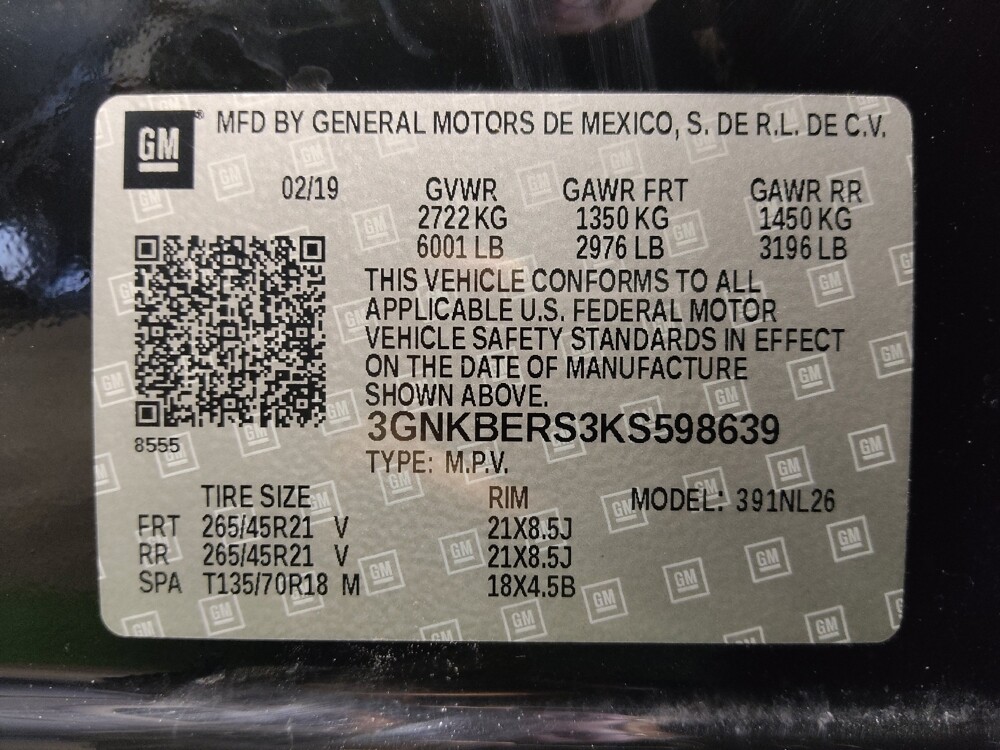 GM® MFD BY GENERAL MOTORS DE MEXICO, S. DE R.L. DE C.V.
02/19 GVWR GAWR FRT GAWR RR
2722 KG 1350 KG 1450 KG
6001 LB 2976 LB 3196 LB
THIS VEHICLE CONFORMS TO ALL
APPLICABLE U.S. FEDERAL MOTOR
VEHICLE SAFETY STANDARDS IN EFFECT
ON THE DATE OF MANUFACTURE
SHOWN ABOVE.
3GNKBERS3KS598639
8555
TYPE: M.P.V.
TIRE SIZE RIM MODEL: 391NL26
FRT 265/45R21 V 21X8.5J
RR 265/45R21 V 21X8.5J
SPA T135/70R18 M 18X4.5B